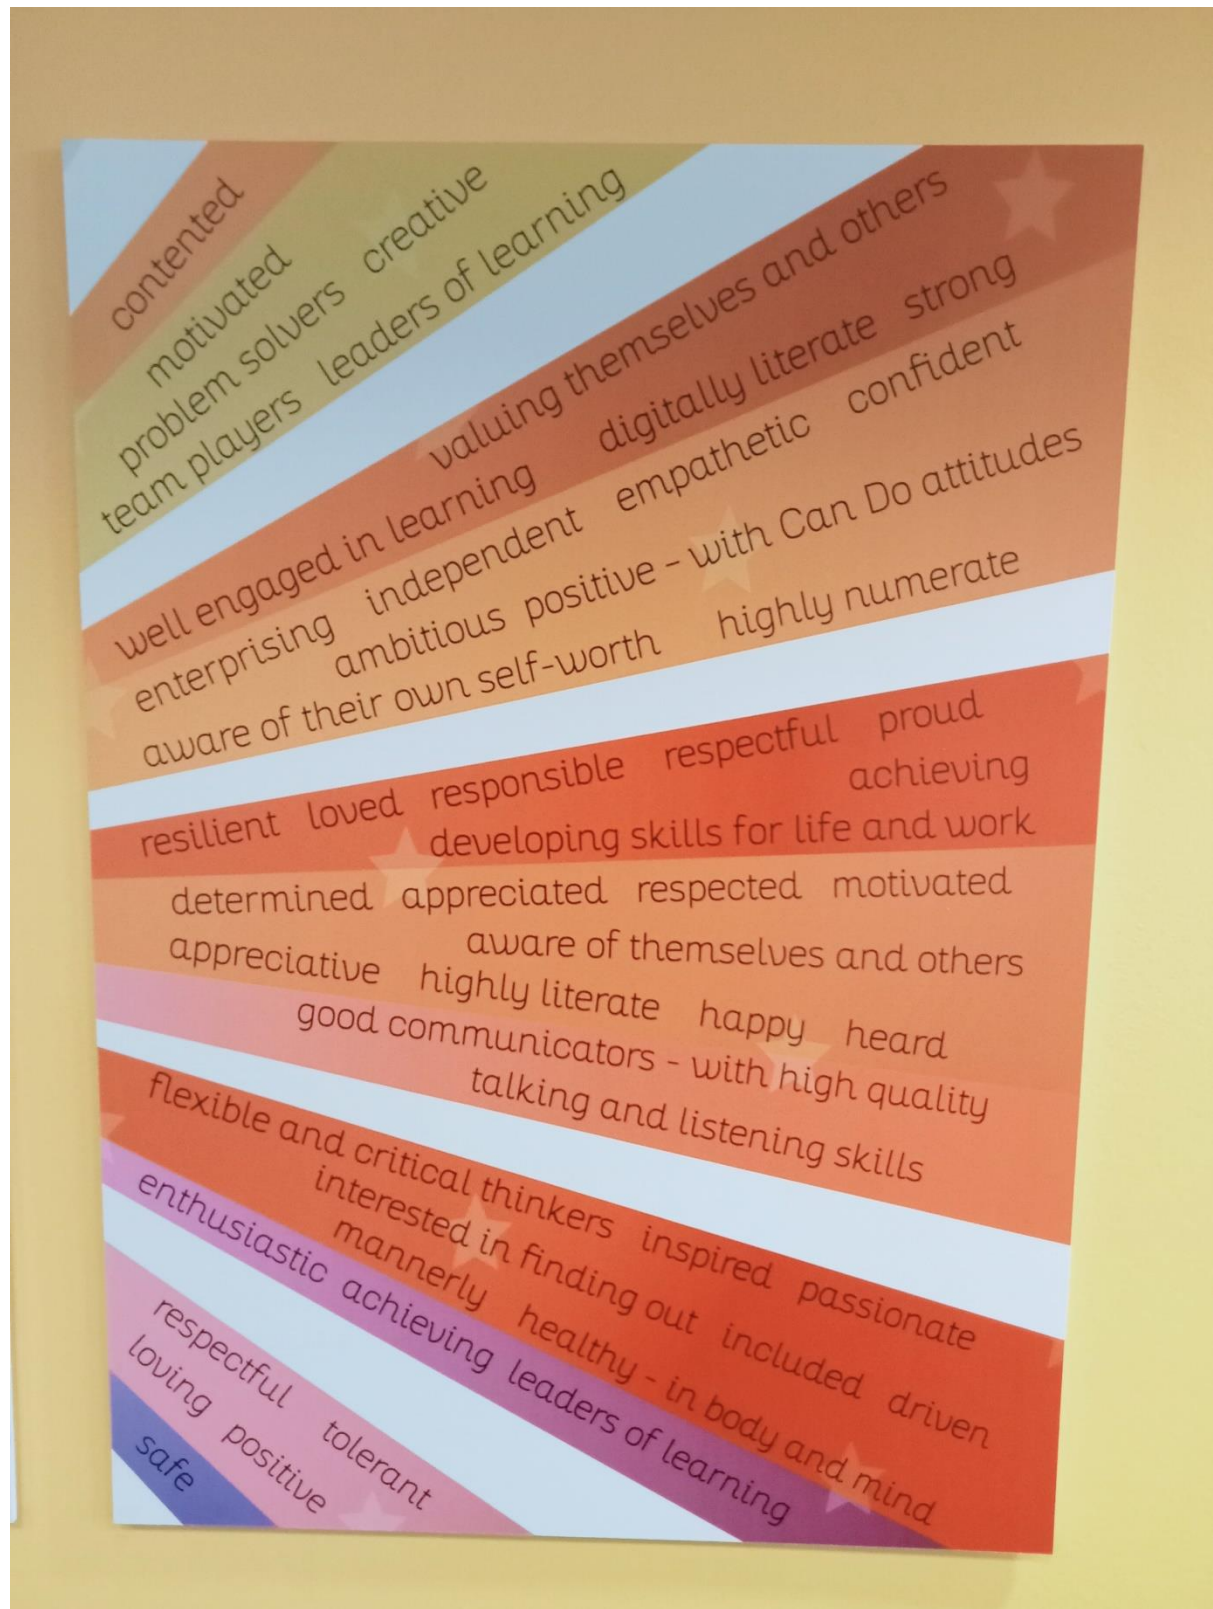 contented
motivated
problem solvers creative
team players leaders of learning
valuing themselves and others
well engaged in learning digitally literate strong
enterprising independent empathetic confident
ambitious positive - with Can Do attitudes
aware of their own self-worth highly numerate
resilient loved responsible respectful proud
achieving
developing skills for life and work
determined appreciated respected motivated
aware of themselves and others
appreciative highly literate happy heard
good communicators - with high quality
talking and listening skills
flexible and critical thinkers inspired passionate
interested in finding out included driven
mannerly healthy - in body and mind
enthusiastic achieving leaders of learning
respectful tolerant
loving positive
safe